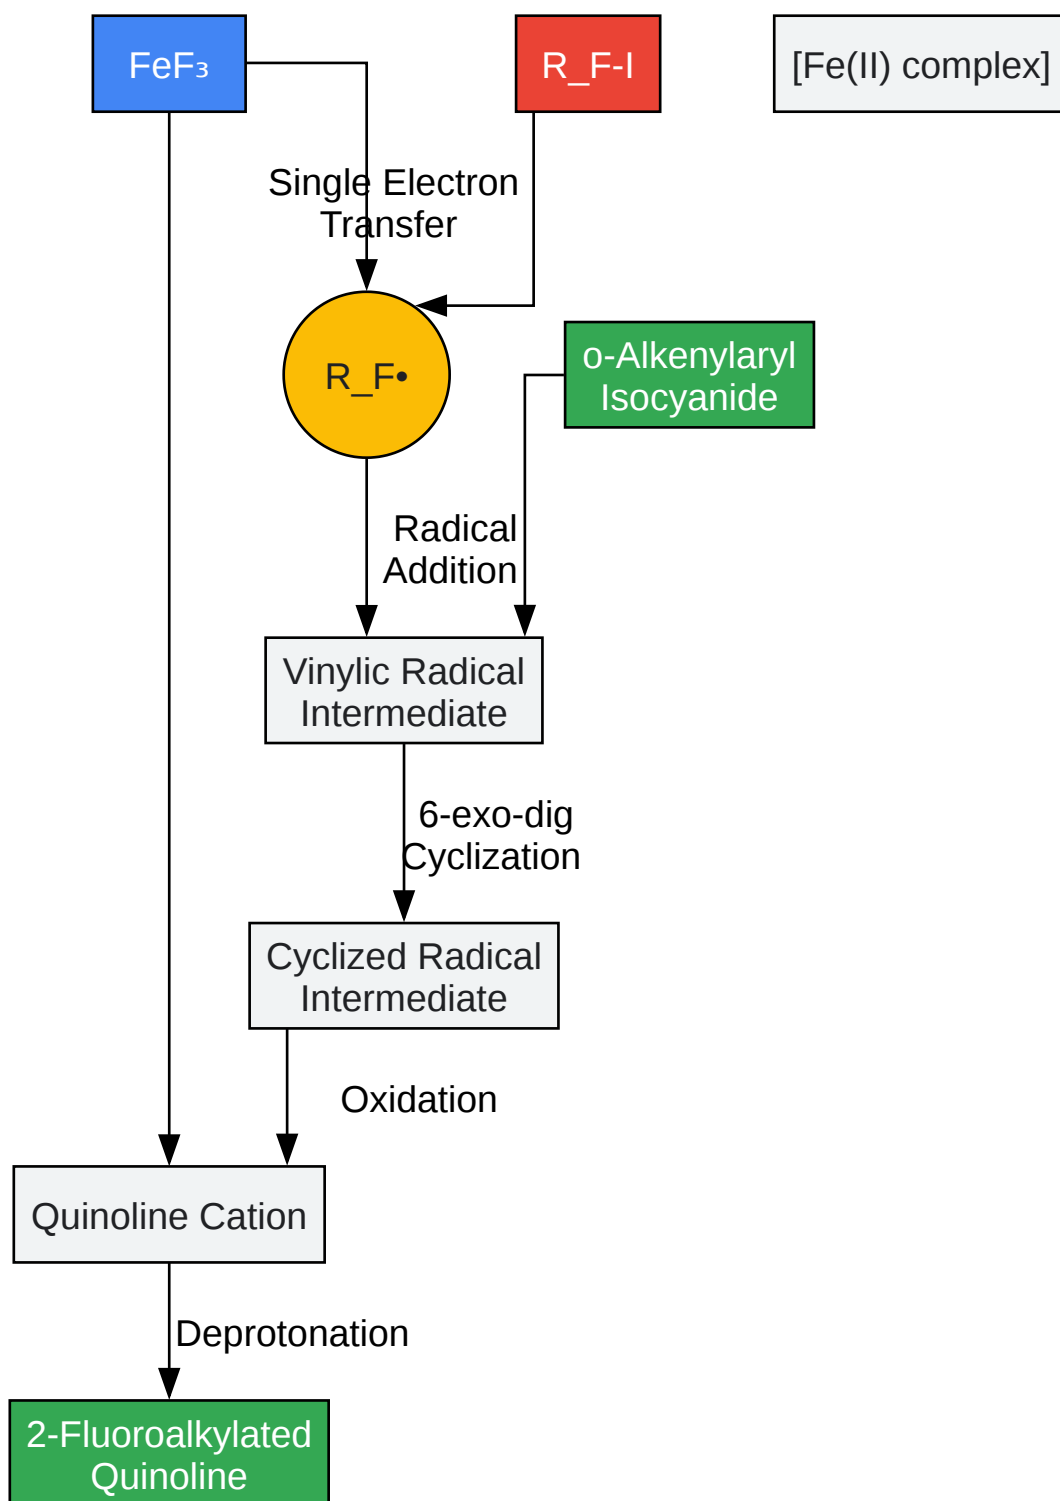 FeF₃
R_F-I
[Fe(II) complex]
Single Electron
Transfer
R_F•
o-Alkenylaryl
Isocyanide
Radical
Addition
Vinylic Radical
Intermediate
6-exo-dig
Cyclization
Cyclized Radical
Intermediate
Oxidation
Quinoline Cation
Deprotonation
2-Fluoroalkylated
Quinoline